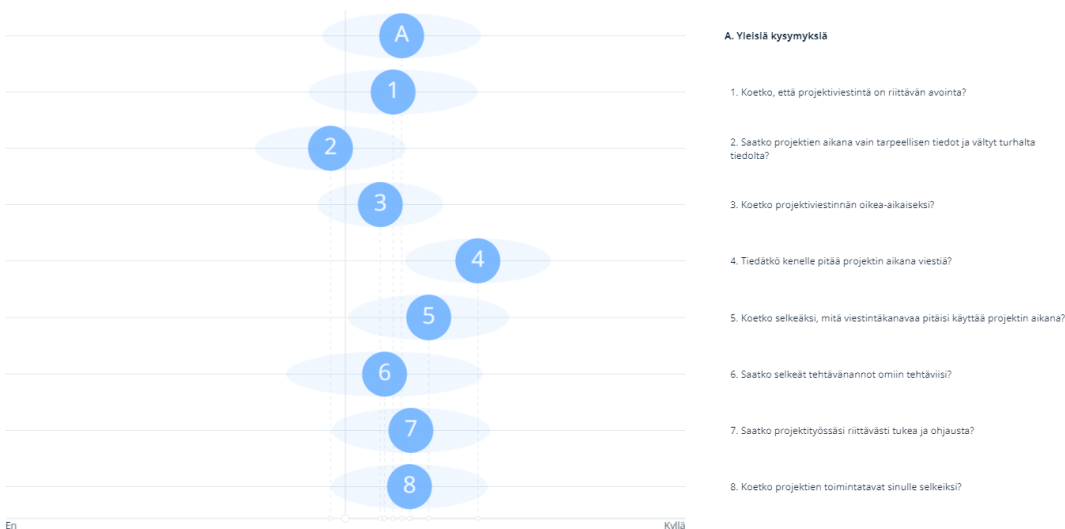 A
A. Yleisiä kysymyksiä
1
1. Koetko, että projektiviestintä on riittävän avointa?
2
2. Saatko projektien aikana vain tarpeellisen tiedot ja vältyt turhalta
tiedolta?
3
3. Koetko projektiviestinnän oikea-aikaiseksi?
4
4. Tiedätkö kenelle pitää projektin aikana viestiä?
5
5. Koetko selkeäksi, mitä viestintäkanavaa pitäisi käyttää projektin aikana?
6
6. Saatko selkeät tehtävänannot omiin tehtäviisi?
7
7. Saatko projektityössäsi riittävästi tukea ja ohjausta?
8
8. Koetko projektien toimintatavat sinulle selkeiksi?
En
Kyllä